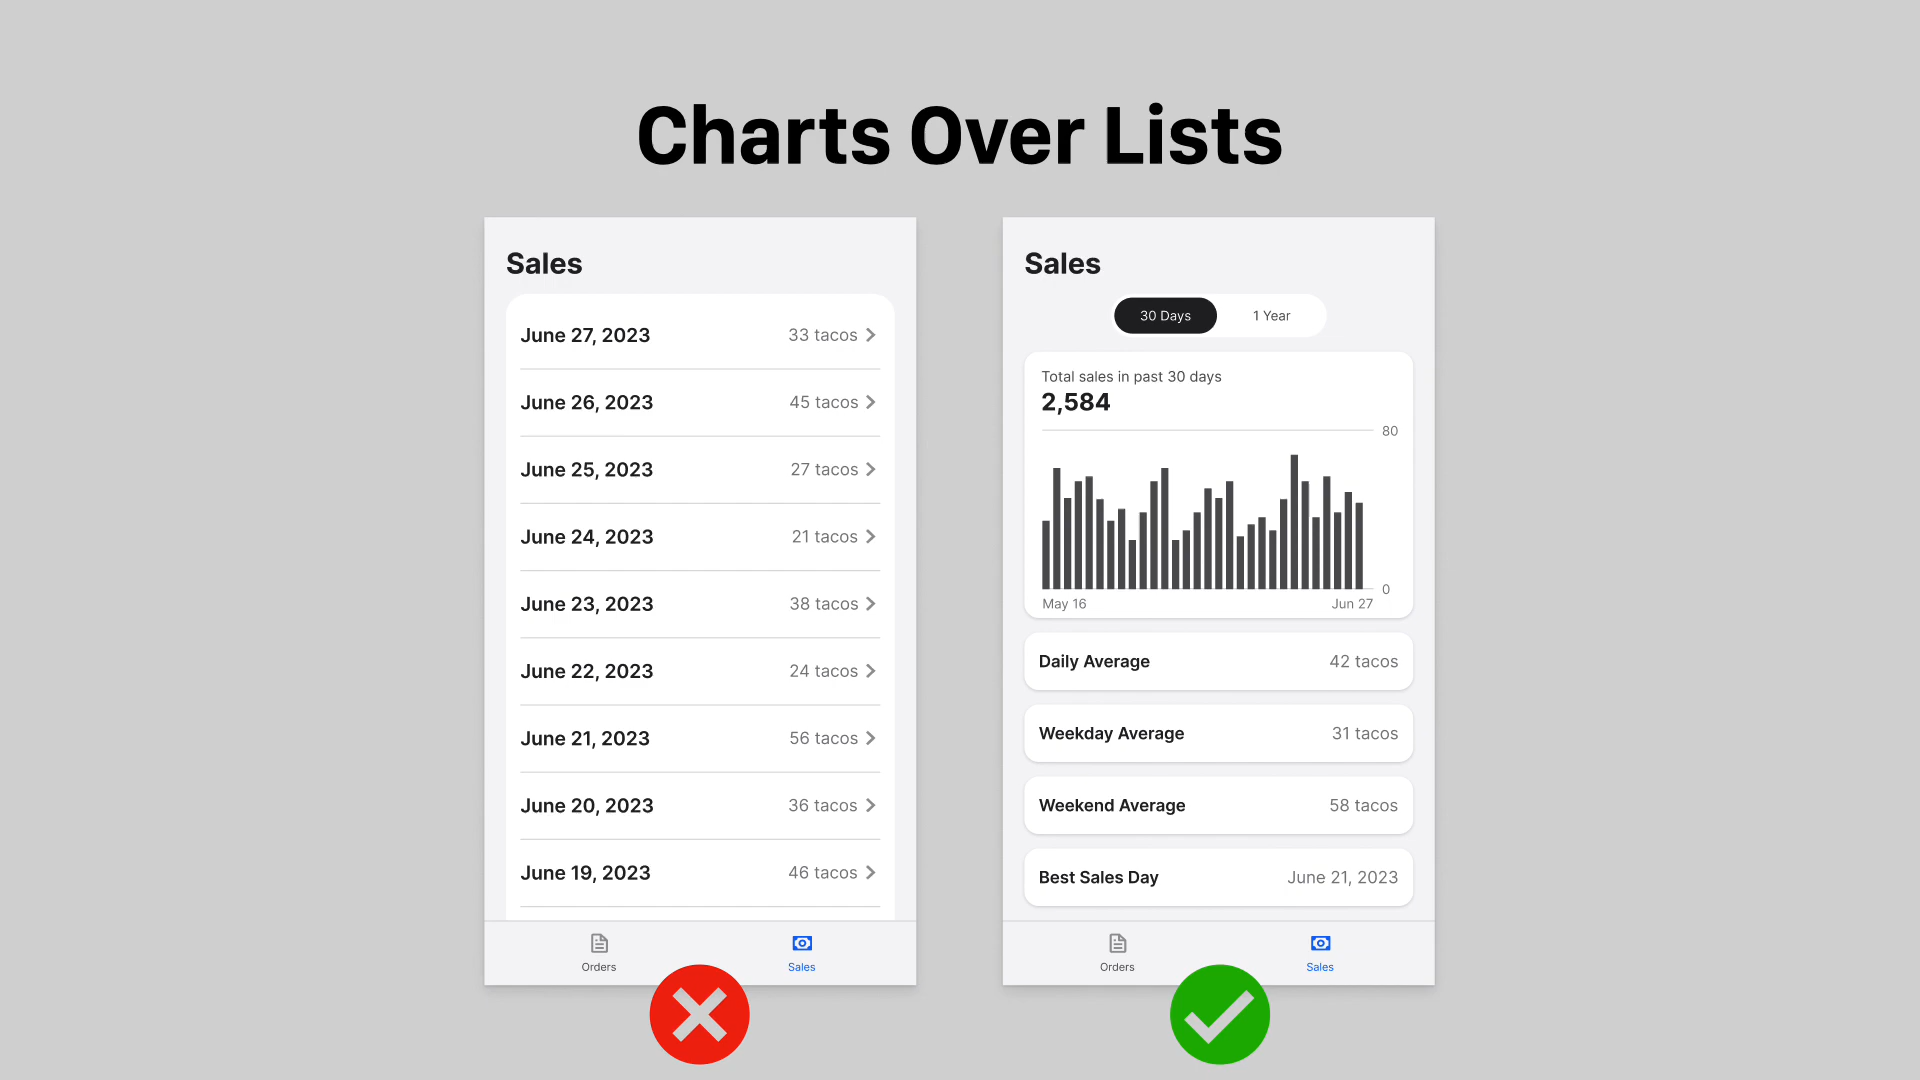 Charts Over Lists
Sales
June 27, 2023 33 tacos
June 26, 2023 45 tacos
June 25, 2023 27 tacos
June 24, 2023 21 tacos
June 23, 2023 38 tacos
June 22, 2023 24 tacos
June 21, 2023 56 tacos
June 20, 2023 36 tacos
June 19, 2023 46 tacos
Orders Sales
Sales
30 Days 1 Year
Total sales in past 30 days
2,584
80
0
May 16 Jun 27
Daily Average 42 tacos
Weekday Average 31 tacos
Weekend Average 58 tacos
Best Sales Day June 21, 2023
Orders Sales